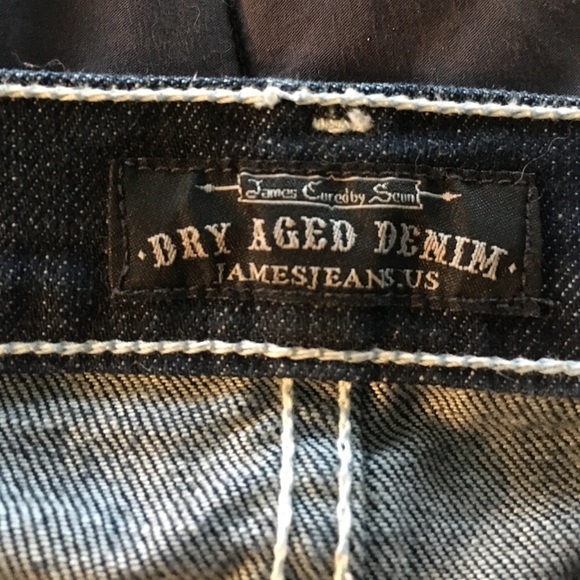 James Cured by Seun
·DRY AGED DENIM·
JAMESJEANS.US